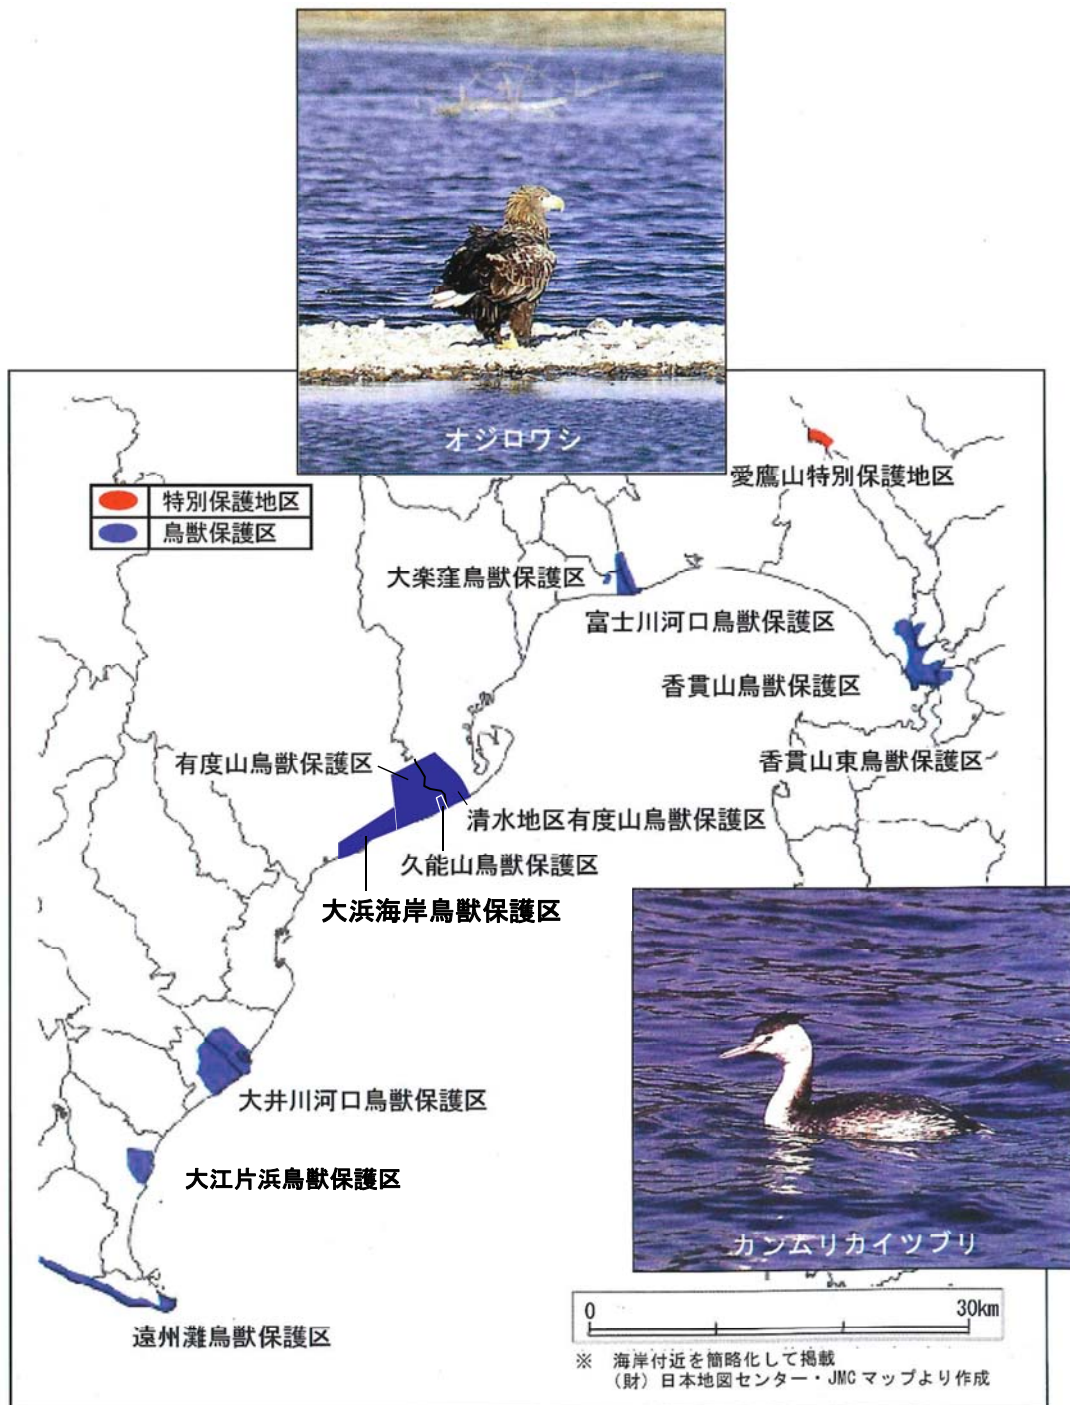 オジロワシ
愛鷹山特別保護地区
特別保護地区
鳥獣保護区
大楽窪鳥獣保護区
富士川河口鳥獣保護区
香貫山鳥獣保護区
有度山鳥獣保護区
香貫山東鳥獣保護区
清水地区有度山鳥獣保護区
久能山鳥獣保護区
大浜海岸鳥獣保護区
大井川河口鳥獣保護区
大江片浜鳥獣保護区
カンムリカイツブリ
遠州灘鳥獣保護区
0 30km
※ 海岸付近を簡略化して掲載
(財)日本地図センター・JMCマップより作成